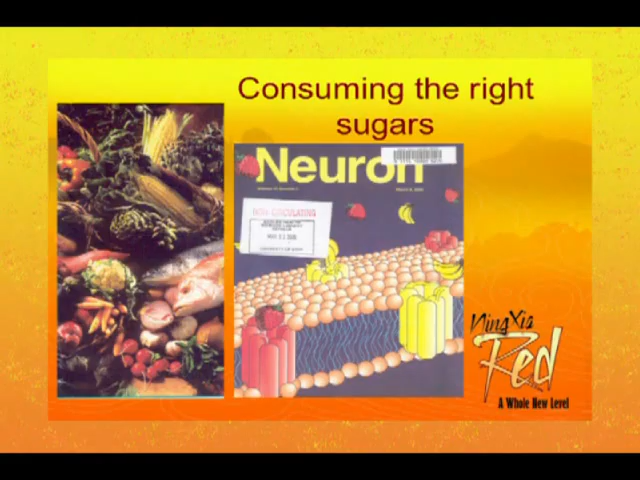 Consuming the right
sugars
Neuron
NON CIRCULATING
NingXia
Red
A Whole New Level